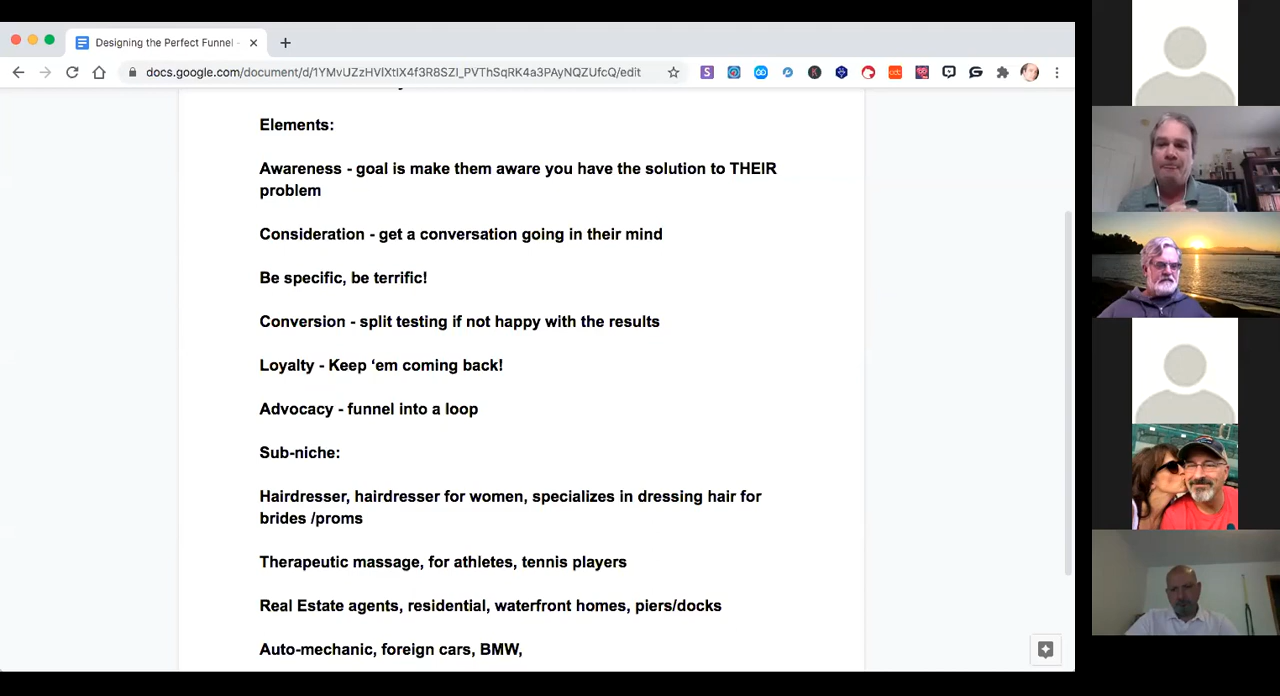 Designing the Perfect Funnel -
docs.google.com/document/d/1YMvUZzHVlXtIX4f3R8SZI_PVThSqRK4a3PAyNQZUfcQ/edit
Elements:
Awareness - goal is make them aware you have the solution to THEIR
problem
Consideration - get a conversation going in their mind
Be specific, be terrific!
Conversion - split testing if not happy with the results
Loyalty - Keep ‘em coming back!
Advocacy - funnel into a loop
Sub-niche:
Hairdresser, hairdresser for women, specializes in dressing hair for
brides /proms
Therapeutic massage, for athletes, tennis players
Real Estate agents, residential, waterfront homes, piers/docks
Auto-mechanic, foreign cars, BMW,